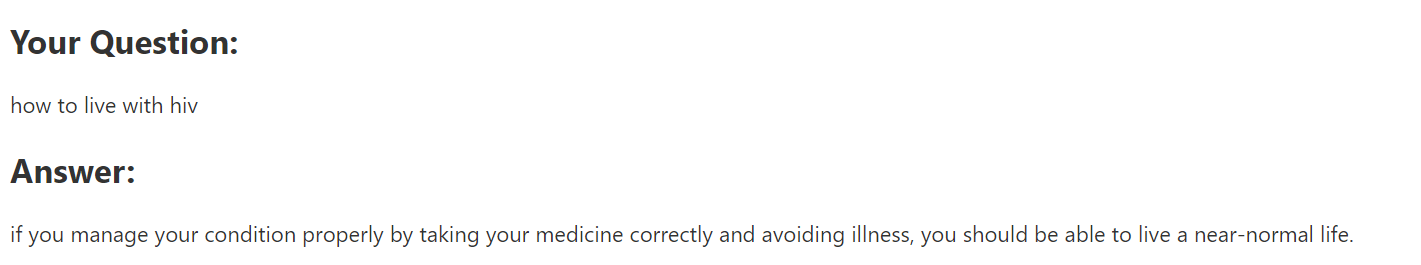 Your Question:
how to live with hiv
Answer:
if you manage your condition properly by taking your medicine correctly and avoiding illness, you should be able to live a near-normal life.